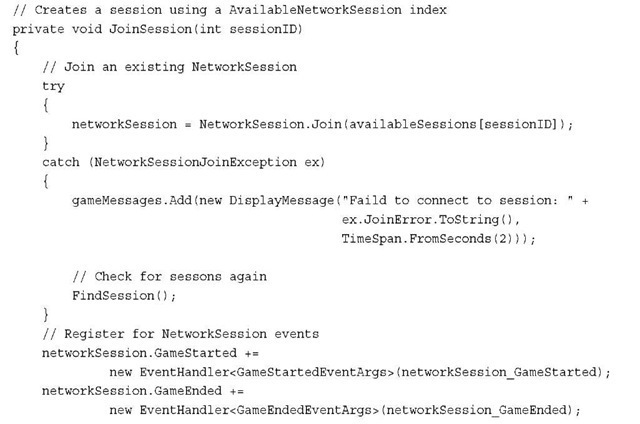 // Creates a session using a AvailableNetworkSession index
private void JoinSession(int sessionID)
{
    // Join an existing NetworkSession
    try
    {
        networkSession = NetworkSession.Join(availableSessions[sessionID]);
    }
    catch (NetworkSessionJoinException ex)
    {
        gameMessages.Add(new DisplayMessage("Faild to connect to session: " +
                                            ex.JoinError.ToString(),
                                            TimeSpan.FromSeconds(2)));

        // Check for sessons again
        FindSession();
    }
    // Register for NetworkSession events
    networkSession.GameStarted +=
            new EventHandler<GameStartedEventArgs>(networkSession_GameStarted);
    networkSession.GameEnded +=
            new EventHandler<GameEndedEventArgs>(networkSession_GameEnded);